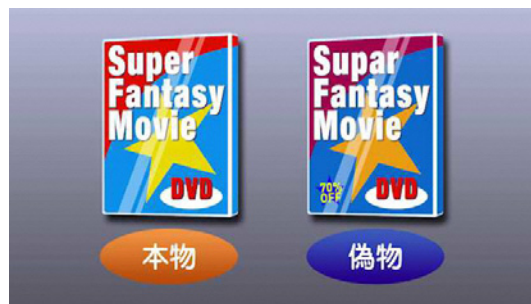 Super
Fantasy
Movie
DVD
Supar
Fantasy
Movie
70%
OFF
DVD
本物
偽物